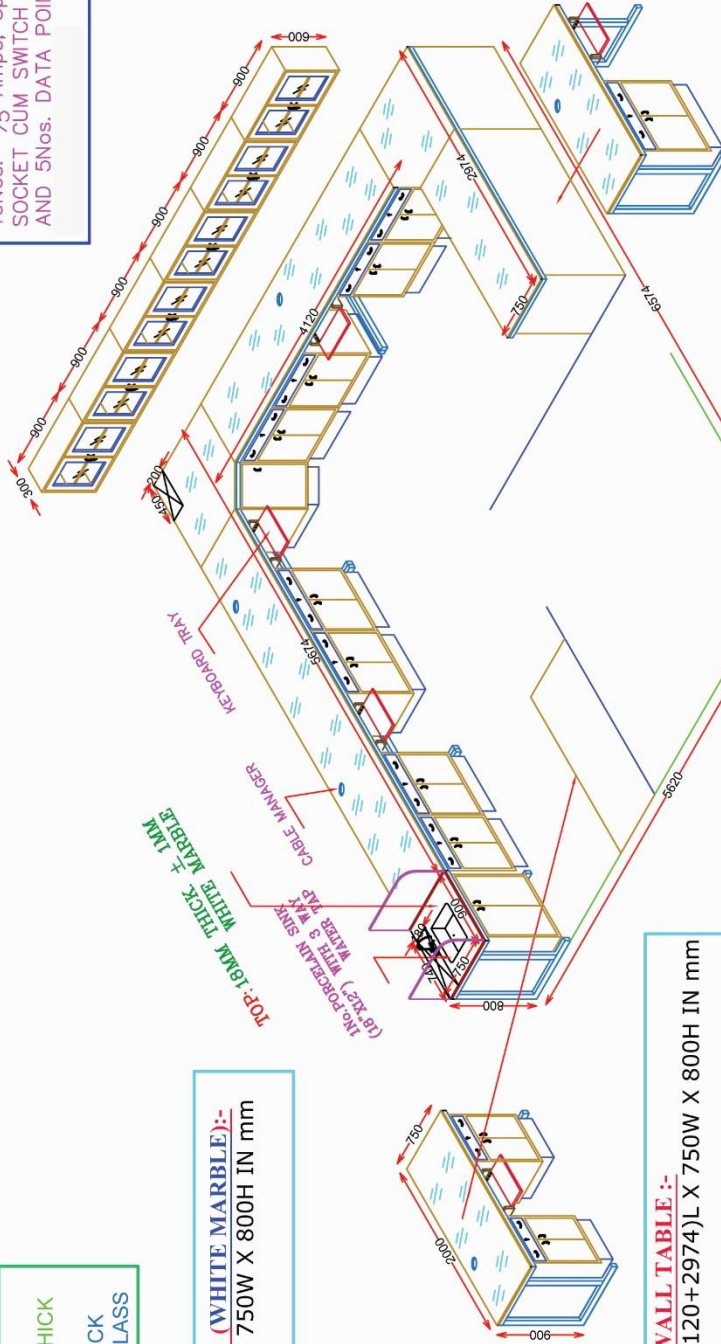 SOCKET CUM SWITCH
AND 5Nos. DATA POI
HICK
CK
LASS
(WHITE MARBLE):-
750W X 800H IN mm
WALL TABLE :-
120+2974)L X 750W X 800H IN mm
TOP: 18MM THICK ± 1MM
WHITE MARBLE
1No. PORCELAIN SINK
(18"X12") WITH 3 WAY
WATER TAP
CABLE MANAGER
KEYBOARD TRAY
300
900
900
900
900
900
900
600
450
200
4120
5674
2974
750
6574
5620
740
750
900
800
2000
750
900